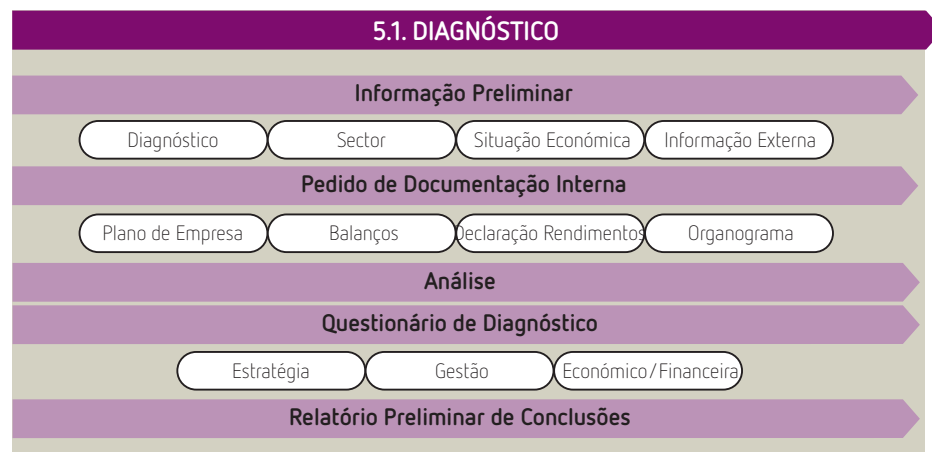 5.1. DIAGNÓSTICO
Informação Preliminar
Diagnóstico Sector Situação Económica Informação Externa
Pedido de Documentação Interna
Plano de Empresa Balanços Declaração Rendimentos Organograma
Análise
Questionário de Diagnóstico
Estratégia Gestão Económico/Financeira
Relatório Preliminar de Conclusões